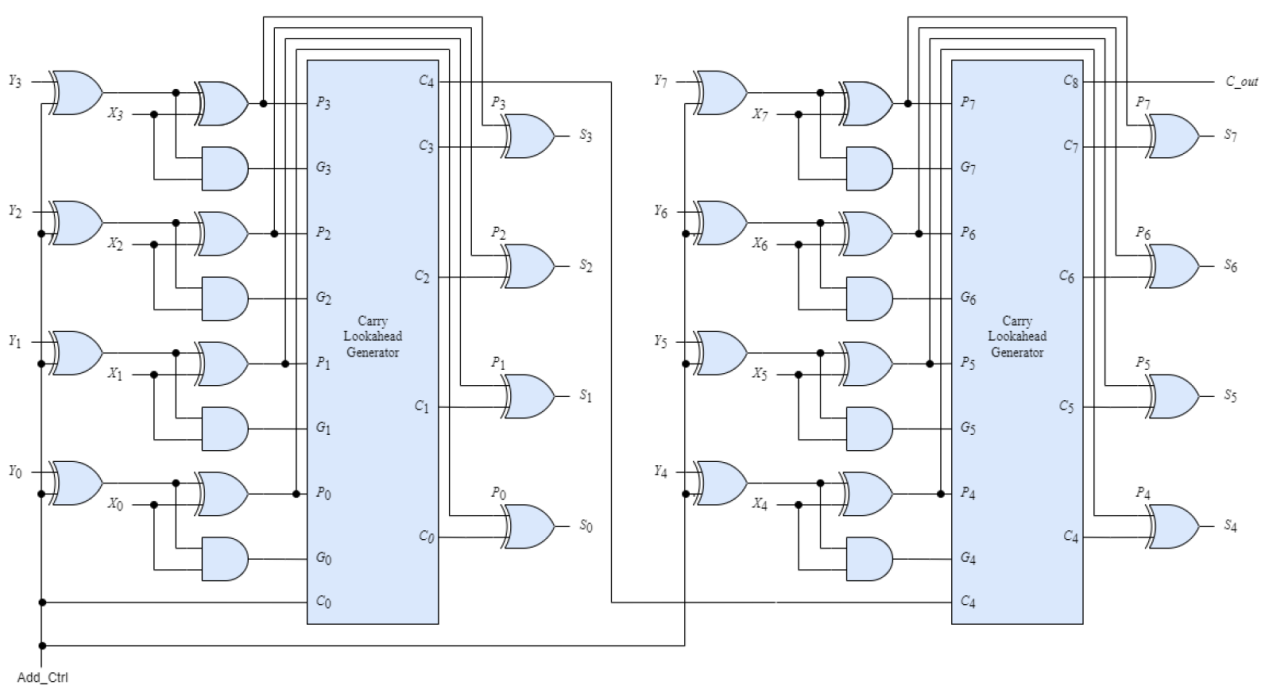 Y3
X3
C4
P3
C3
G3
P3
S3
Y2
X2
P2
C2
G2
P2
S2
Carry
Lookahead
Generator
Y1
X1
P1
C1
G1
P1
S1
Y0
X0
P0
C0
G0
C0
P0
S0
Add_Ctrl
Y7
X7
C8
C_out
P7
C7
G7
P7
S7
Y6
X6
P6
C6
G6
P6
S6
Carry
Lookahead
Generator
Y5
X5
P5
C5
G5
P5
S5
Y4
X4
P4
C4
G4
C4
P4
S4